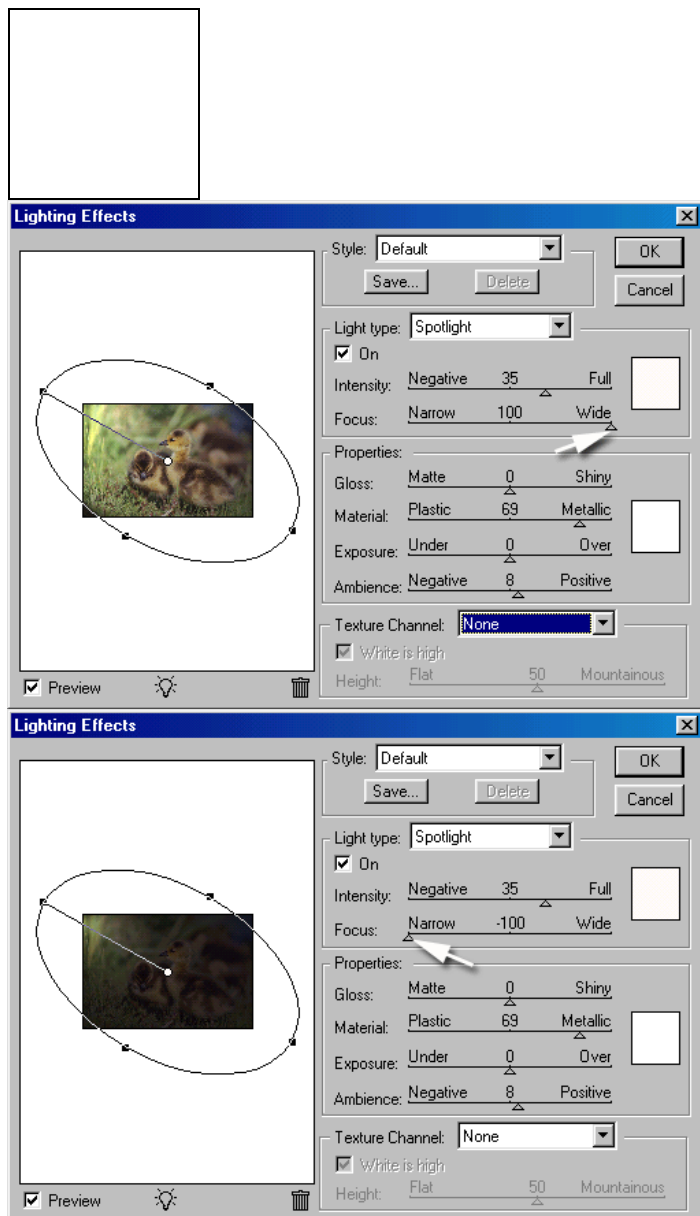 Lighting Effects
Style: Default
OK
Save... Delete
Cancel
Light type: Spotlight
On
Intensity: Negative 35 Full
Focus: Narrow 100 Wide
Properties:
Gloss: Matte 0 Shiny
Material: Plastic 69 Metallic
Exposure: Under 0 Over
Ambience: Negative 8 Positive
Texture Channel: None
White is high
Height: Flat 50 Mountainous
Preview
Lighting Effects
Style: Default
OK
Save... Delete
Cancel
Light type: Spotlight
On
Intensity: Negative 35 Full
Focus: Narrow -100 Wide
Properties:
Gloss: Matte 0 Shiny
Material: Plastic 69 Metallic
Exposure: Under 0 Over
Ambience: Negative 8 Positive
Texture Channel: None
White is high
Height: Flat 50 Mountainous
Preview